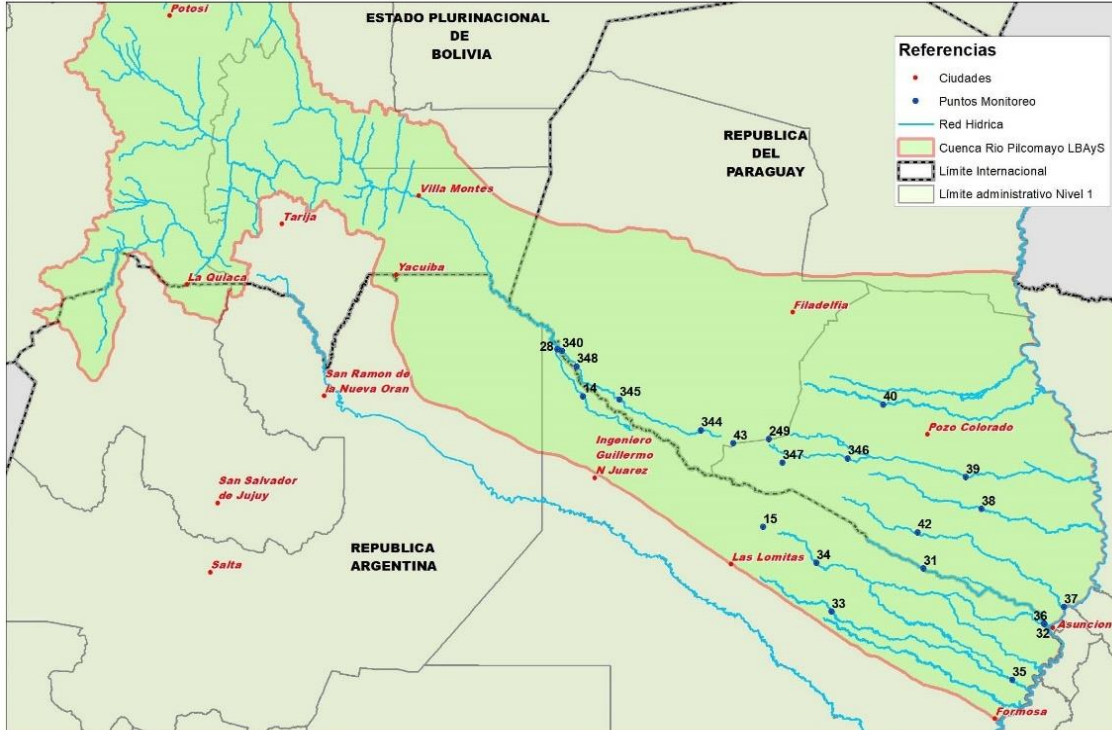 Potosi
ESTADO PLURINACIONAL
DE
BOLIVIA
Referencias
Ciudades
Puntos Monitoreo
Red Hidrica
Cuenca Rio Pilcomayo LBAyS
Límite Internacional
Límite administrativo Nivel 1
REPUBLICA
DEL
PARAGUAY
Villa Montes
Tarija
Yacuiba
La Quiaca
Filadelfia
28
340
348
14
345
San Ramon de
la Nueva Oran
40
344
43
249
Pozo Colorado
Ingeniero
Guillermo
N Juarez
347
346
39
San Salvador
de Jujuy
38
15
42
REPUBLICA
ARGENTINA
Salta
Las Lomitas
34
31
33
37
36
32
Asuncion
35
Formosa